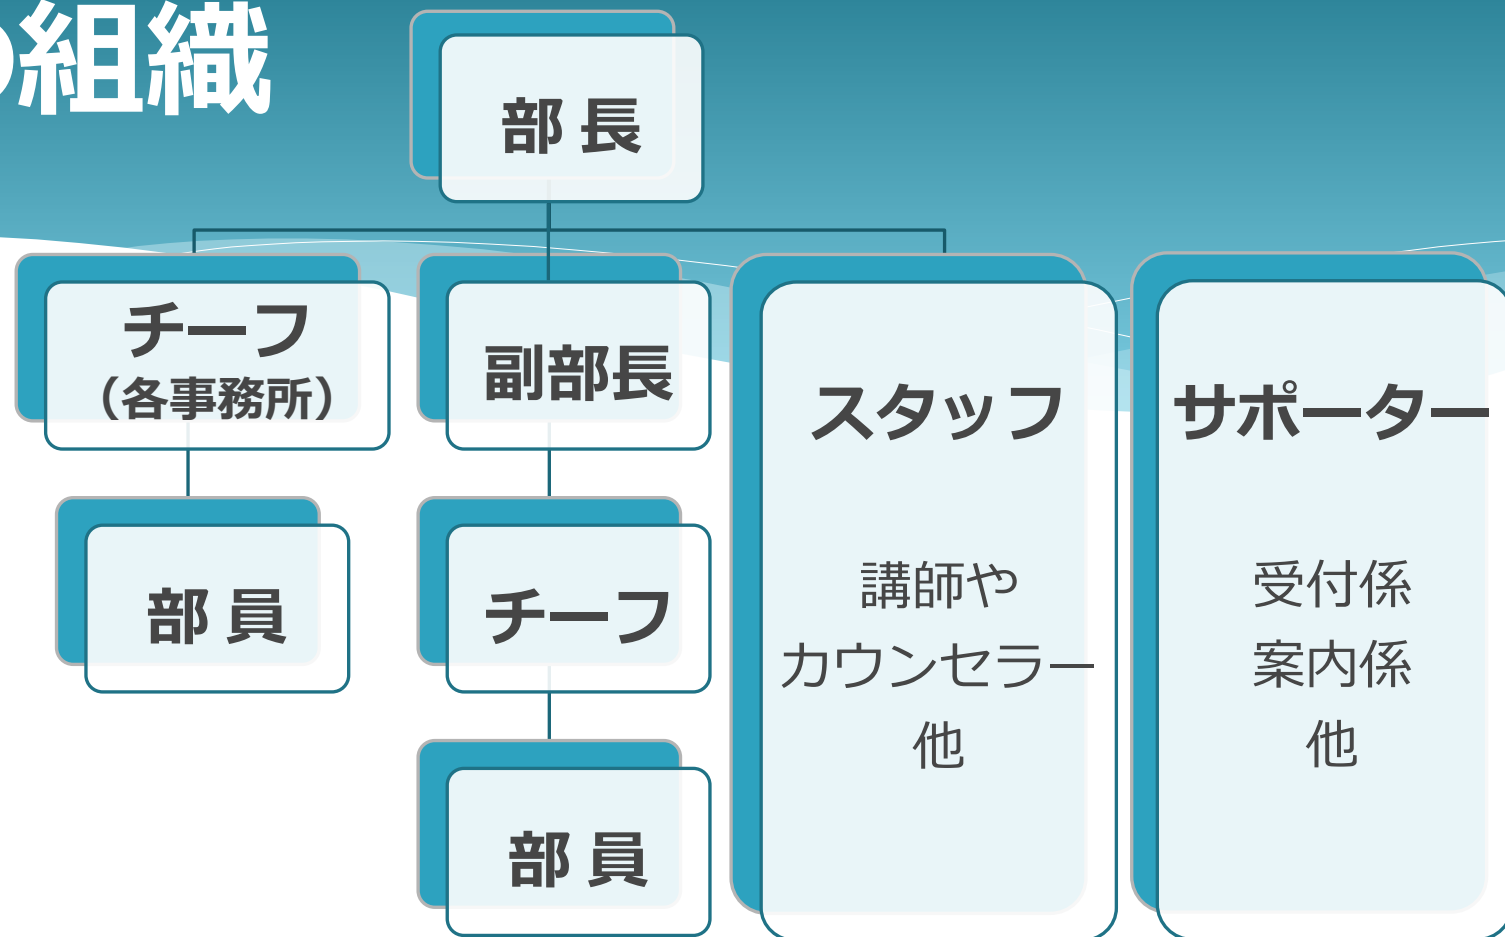 の組織
部 長
チーフ
（各事務所）
部 員
副部長
チーフ
部 員
スタッフ
講師や
カウンセラー
他
サポーター
受付係
案内係
他